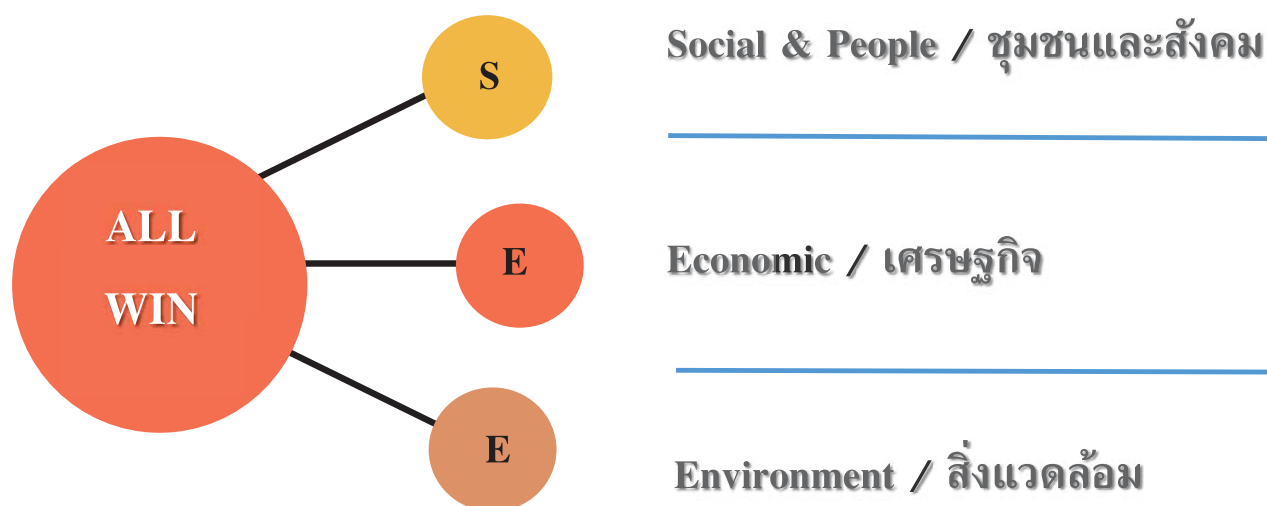 ALL
WIN
S
Social & People / ชุมชนและสังคม
E
Economic / เศรษฐกิจ
E
Environment / สิ่งแวดล้อม